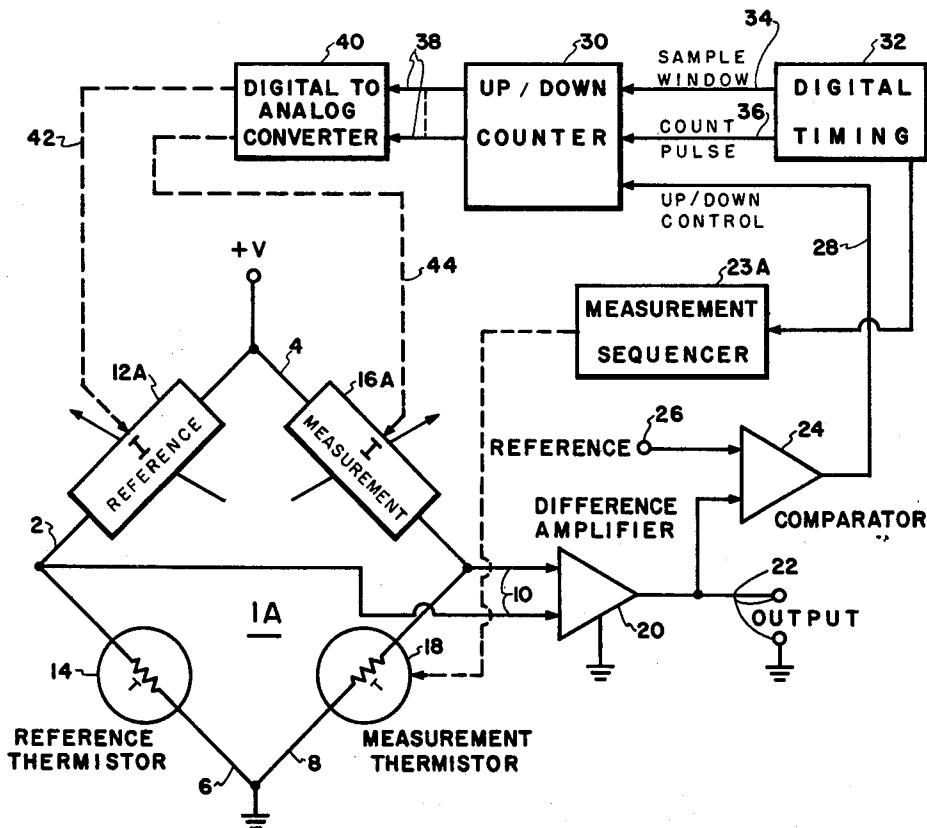 40
38
30
34
32
SAMPLE
WINDOW
DIGITAL TO
ANALOG
CONVERTER
UP / DOWN
COUNTER
DIGITAL
TIMING
36
COUNT
PULSE
42
UP/DOWN
CONTROL
28
+V
44
23A
MEASUREMENT
SEQUENCER
4
12A
16A
I
REFERENCE
I
MEASUREMENT
REFERENCE
26
24
DIFFERENCE
AMPLIFIER
COMPARATOR
2
10
22
OUTPUT
1A
20
14
T
18
T
REFERENCE
THERMISTOR
MEASUREMENT
THERMISTOR
6
8